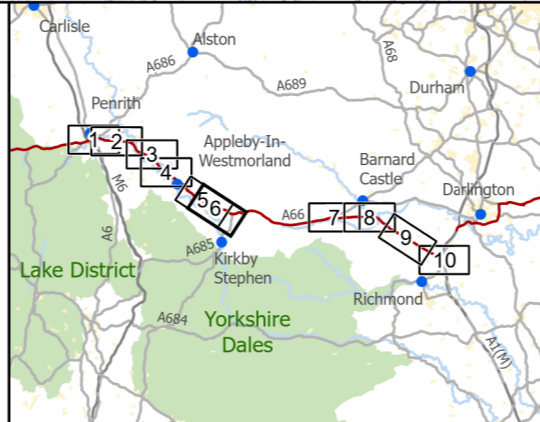 Carlisle
Alston
A686
A68
A689
Durham
Penrith
Appleby-In-
Westmorland
Barnard
Castle
Darlington
1
2
3
4
5
6
7
8
9
10
M6
A6
A66
A685
Kirkby
Stephen
Lake District
Richmond
A684
Yorkshire
Dales
A1(M)